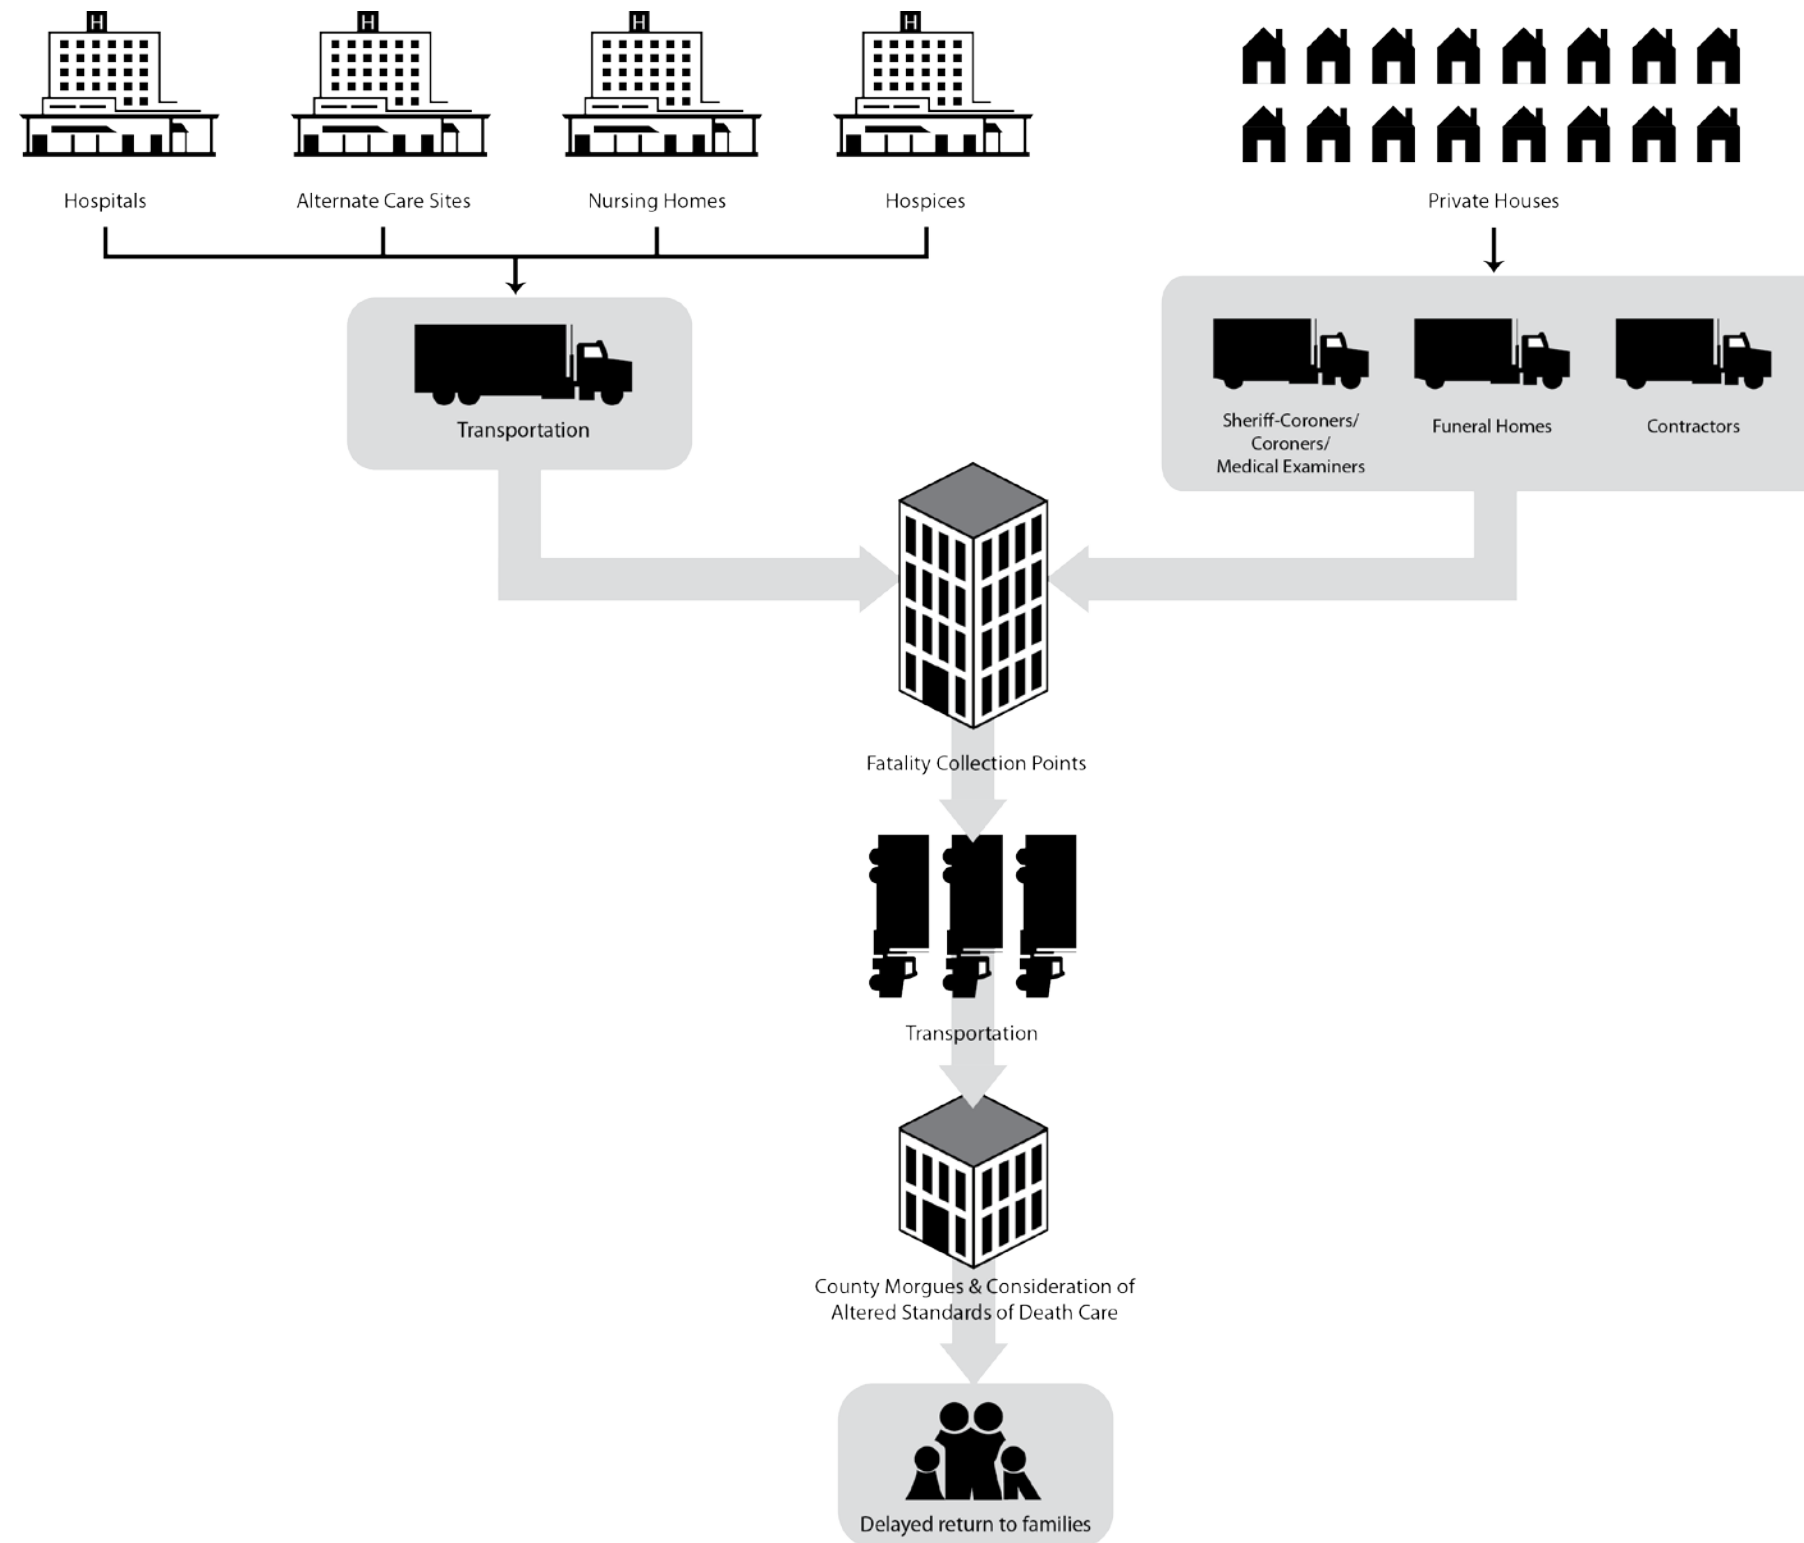 H
H
H
H
Hospitals
Alternate Care Sites
Nursing Homes
Hospices
Private Houses
Transportation
Sheriff-Coroners/
Coroners/
Medical Examiners
Funeral Homes
Contractors
Fatality Collection Points
Transportation
County Morgues & Consideration of
Altered Standards of Death Care
Delayed return to families